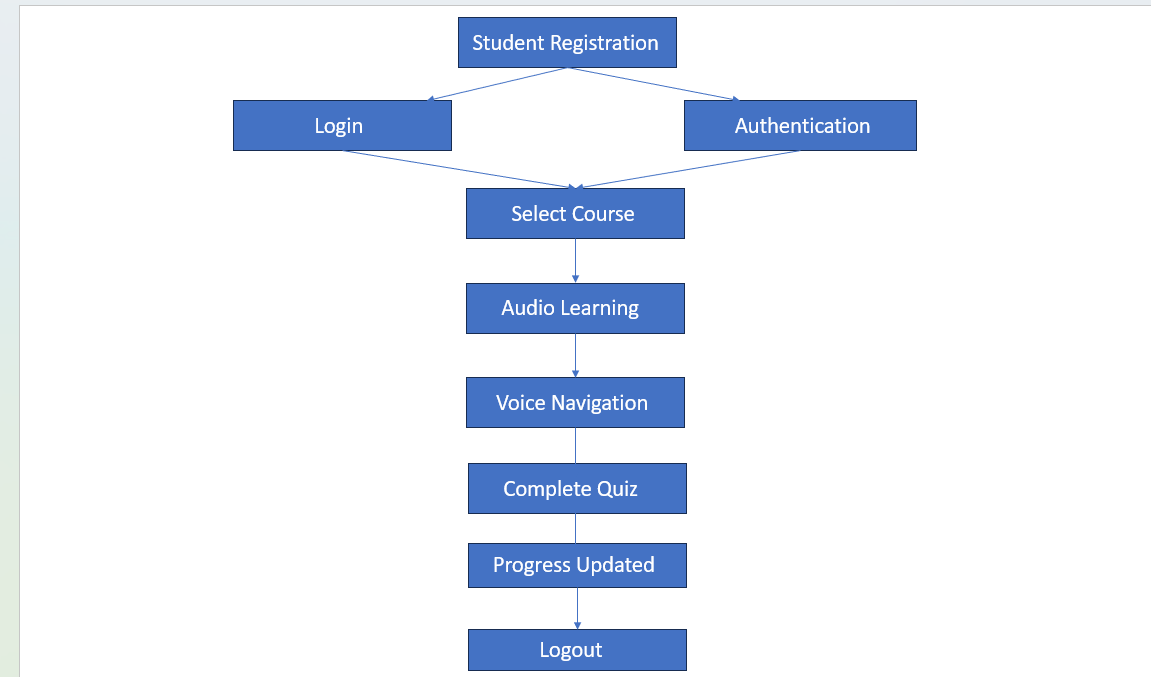 Student Registration
Login
Authentication
Select Course
Audio Learning
Voice Navigation
Complete Quiz
Progress Updated
Logout